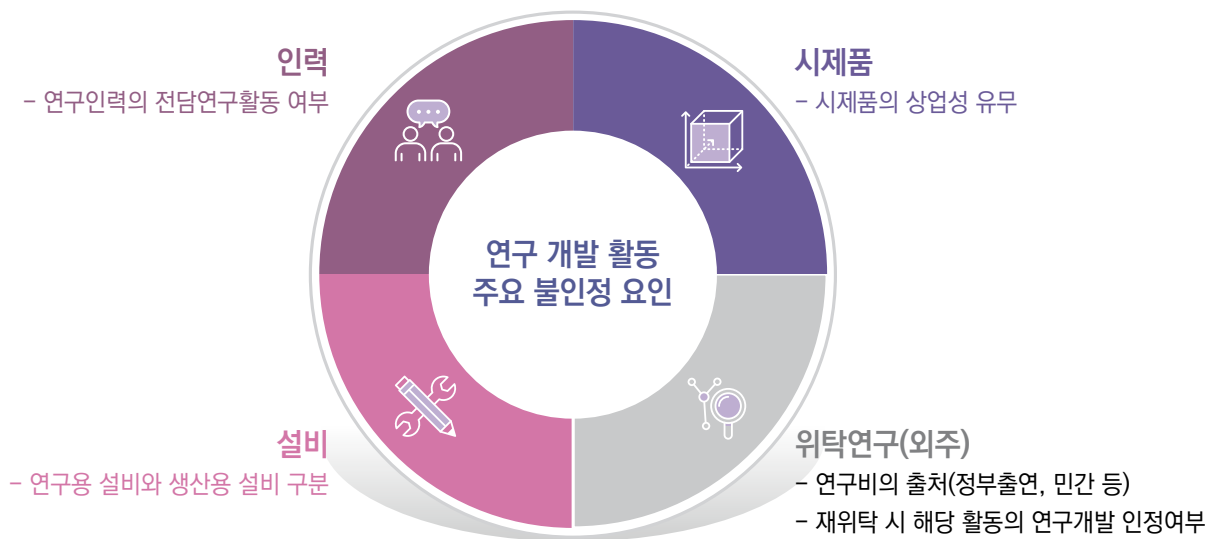 인력
- 연구인력의 전담연구활동 여부
시제품
- 시제품의 상업성 유무
연구 개발 활동
주요 불인정 요인
설비
- 연구용 설비와 생산용 설비 구분
위탁연구(외주)
- 연구비의 출처(정부출연, 민간 등)
- 재위탁 시 해당 활동의 연구개발 인정여부